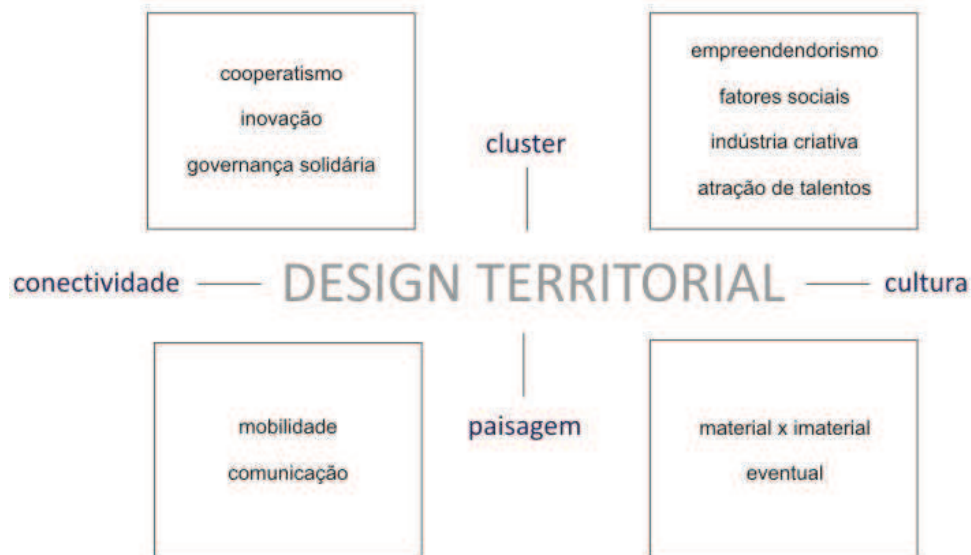 cooperatismo
inovação
governança solidária
empreendendorismo
fatores sociais
indústria criativa
atração de talentos
cluster
conectividade
DESIGN TERRITORIAL
cultura
mobilidade
comunicação
paisagem
material x imaterial
eventual